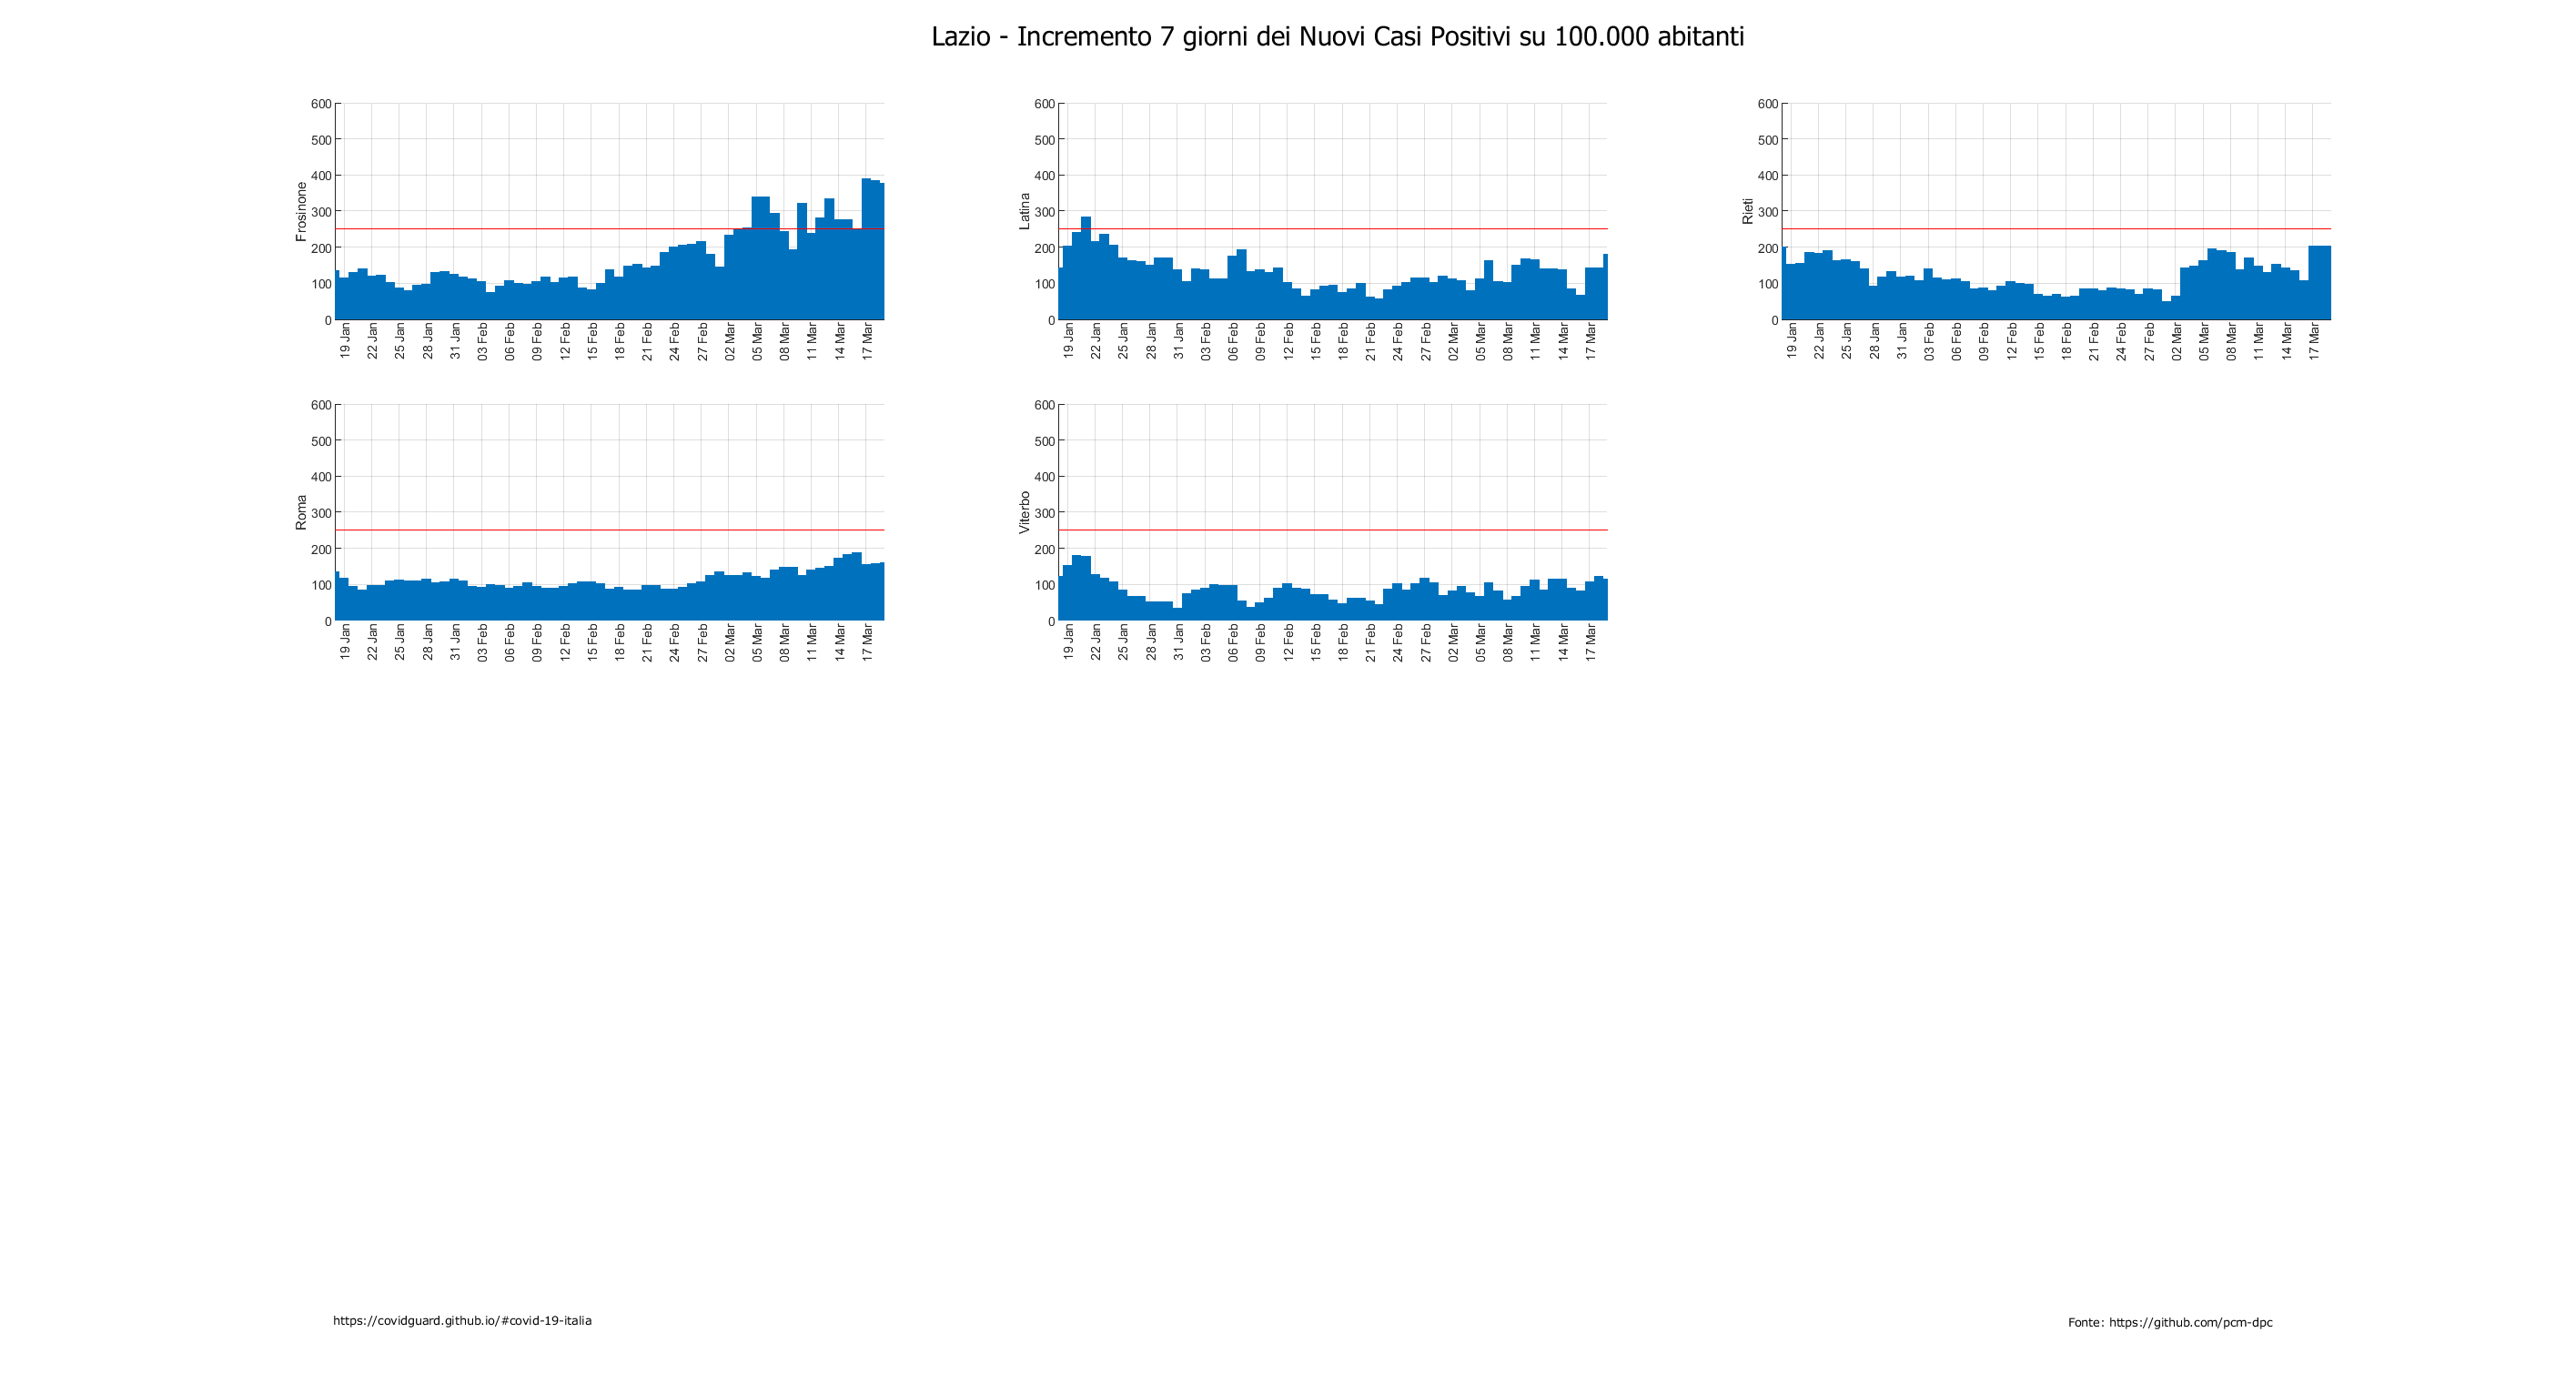 Lazio - Incremento 7 giorni dei Nuovi Casi Positivi su 100.000 abitanti
Frosinone
600
500
400
300
200
100
0
19 Jan 22 Jan 25 Jan 28 Jan 31 Jan 03 Feb 06 Feb 09 Feb 12 Feb 15 Feb 18 Feb 21 Feb 24 Feb 27 Feb 02 Mar 05 Mar 08 Mar 11 Mar 14 Mar 17 Mar
Latina
600
500
400
300
200
100
0
19 Jan 22 Jan 25 Jan 28 Jan 31 Jan 03 Feb 06 Feb 09 Feb 12 Feb 15 Feb 18 Feb 21 Feb 24 Feb 27 Feb 02 Mar 05 Mar 08 Mar 11 Mar 14 Mar 17 Mar
Rieti
600
500
400
300
200
100
0
19 Jan 22 Jan 25 Jan 28 Jan 31 Jan 03 Feb 06 Feb 09 Feb 12 Feb 15 Feb 18 Feb 21 Feb 24 Feb 27 Feb 02 Mar 05 Mar 08 Mar 11 Mar 14 Mar 17 Mar
Roma
600
500
400
300
200
100
0
19 Jan 22 Jan 25 Jan 28 Jan 31 Jan 03 Feb 06 Feb 09 Feb 12 Feb 15 Feb 18 Feb 21 Feb 24 Feb 27 Feb 02 Mar 05 Mar 08 Mar 11 Mar 14 Mar 17 Mar
Viterbo
600
500
400
300
200
100
0
19 Jan 22 Jan 25 Jan 28 Jan 31 Jan 03 Feb 06 Feb 09 Feb 12 Feb 15 Feb 18 Feb 21 Feb 24 Feb 27 Feb 02 Mar 05 Mar 08 Mar 11 Mar 14 Mar 17 Mar
https://covidguard.github.io/#covid-19-italia
Fonte: https://github.com/pcm-dpc